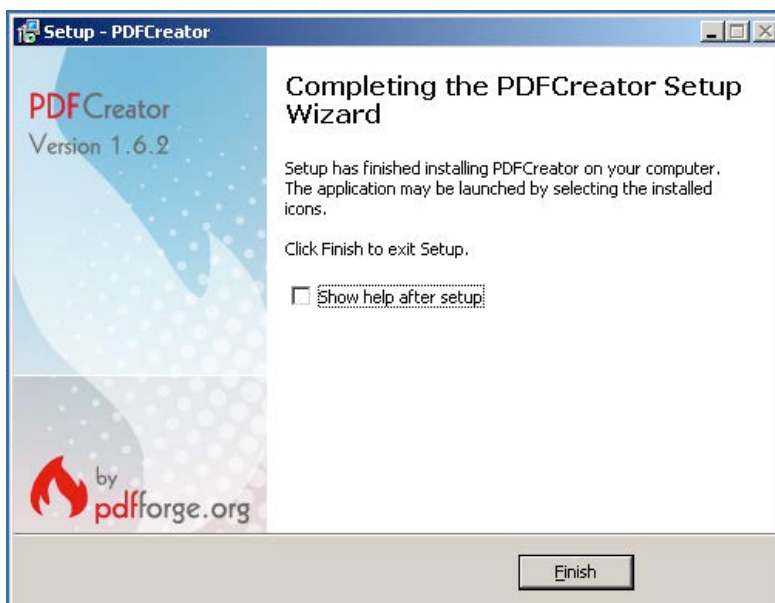 Setup - PDFCreator
PDFCreator
Version 1.6.2
Completing the PDFCreator Setup
Wizard
Setup has finished installing PDFCreator on your computer.
The application may be launched by selecting the installed
icons.
Click Finish to exit Setup.
Show help after setup
by
pdfforge.org
Finish